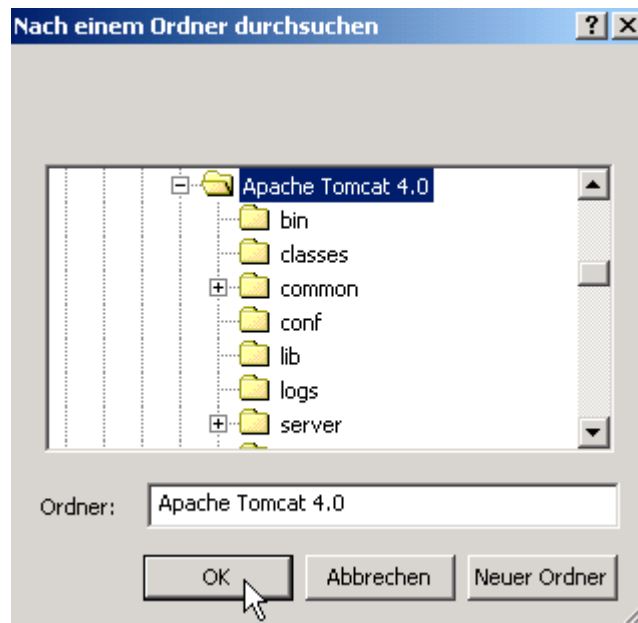 Nach einem Ordner durchsuchen
Apache Tomcat 4.0
bin
classes
common
conf
lib
logs
server
Ordner: Apache Tomcat 4.0
OK Abbrechen Neuer Ordner